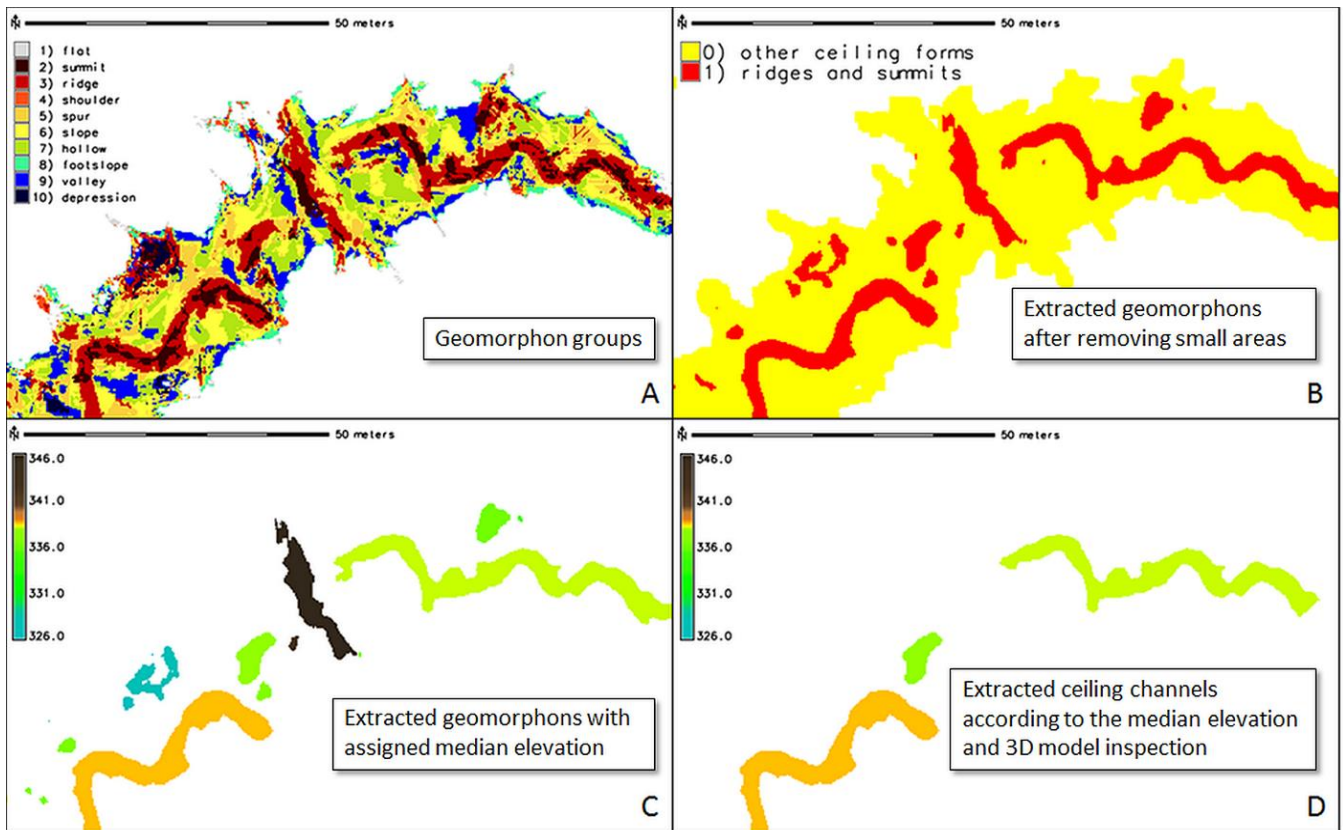 N
50 meters
1) flat
2) summit
3) ridge
4) shoulder
5) spur
6) slope
7) hollow
8) footslope
9) valley
10) depression
Geomorphon groups
A
N
50 meters
0) other ceiling forms
1) ridges and summits
Extracted geomorphons
after removing small areas
B
N
50 meters
346.0
341.0
336.0
331.0
326.0
Extracted geomorphons with
assigned median elevation
C
N
50 meters
346.0
341.0
336.0
331.0
326.0
Extracted ceiling channels
according to the median elevation
and 3D model inspection
D